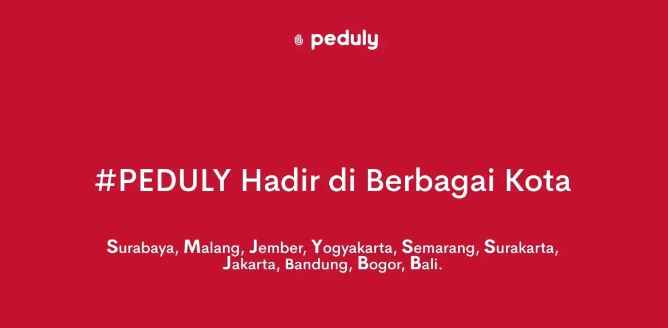 peduly
#PEDULY Hadir di Berbagai Kota
Surabaya, Malang, Jember, Yogyakarta, Semarang, Surakarta,
Jakarta, Bandung, Bogor, Bali.